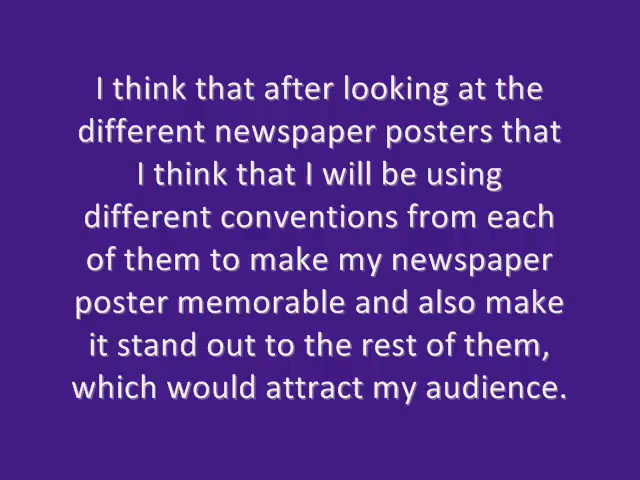 I think that after looking at the
different newspaper posters that
I think that I will be using
different conventions from each
of them to make my newspaper
poster memorable and also make
it stand out to the rest of them,
which would attract my audience.